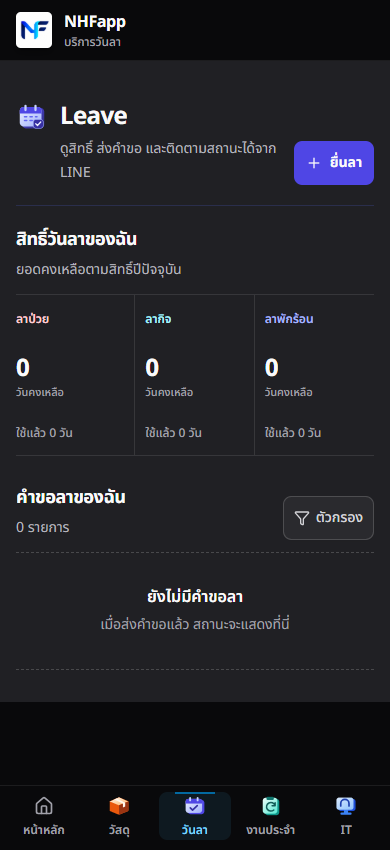 NHFapp
บริการวันลา
Leave
ดูสิทธิ์ ส่งคำขอ และติดตามสถานะได้จาก
LINE
ยื่นลา
สิทธิ์วันลาของฉัน
ยอดคงเหลือตามสิทธิ์ปีปัจจุบัน
ลาป่วย
0
วันคงเหลือ
ใช้แล้ว 0 วัน
ลากิจ
0
วันคงเหลือ
ใช้แล้ว 0 วัน
ลาพักร้อน
0
วันคงเหลือ
ใช้แล้ว 0 วัน
คำขอลาของฉัน
0 รายการ
ตัวกรอง
ยังไม่มีคำขอลา
เมื่อส่งคำขอแล้ว สถานะจะแสดงที่นี่
หน้าหลัก
วัสดุ
วันลา
งานประจำ
IT